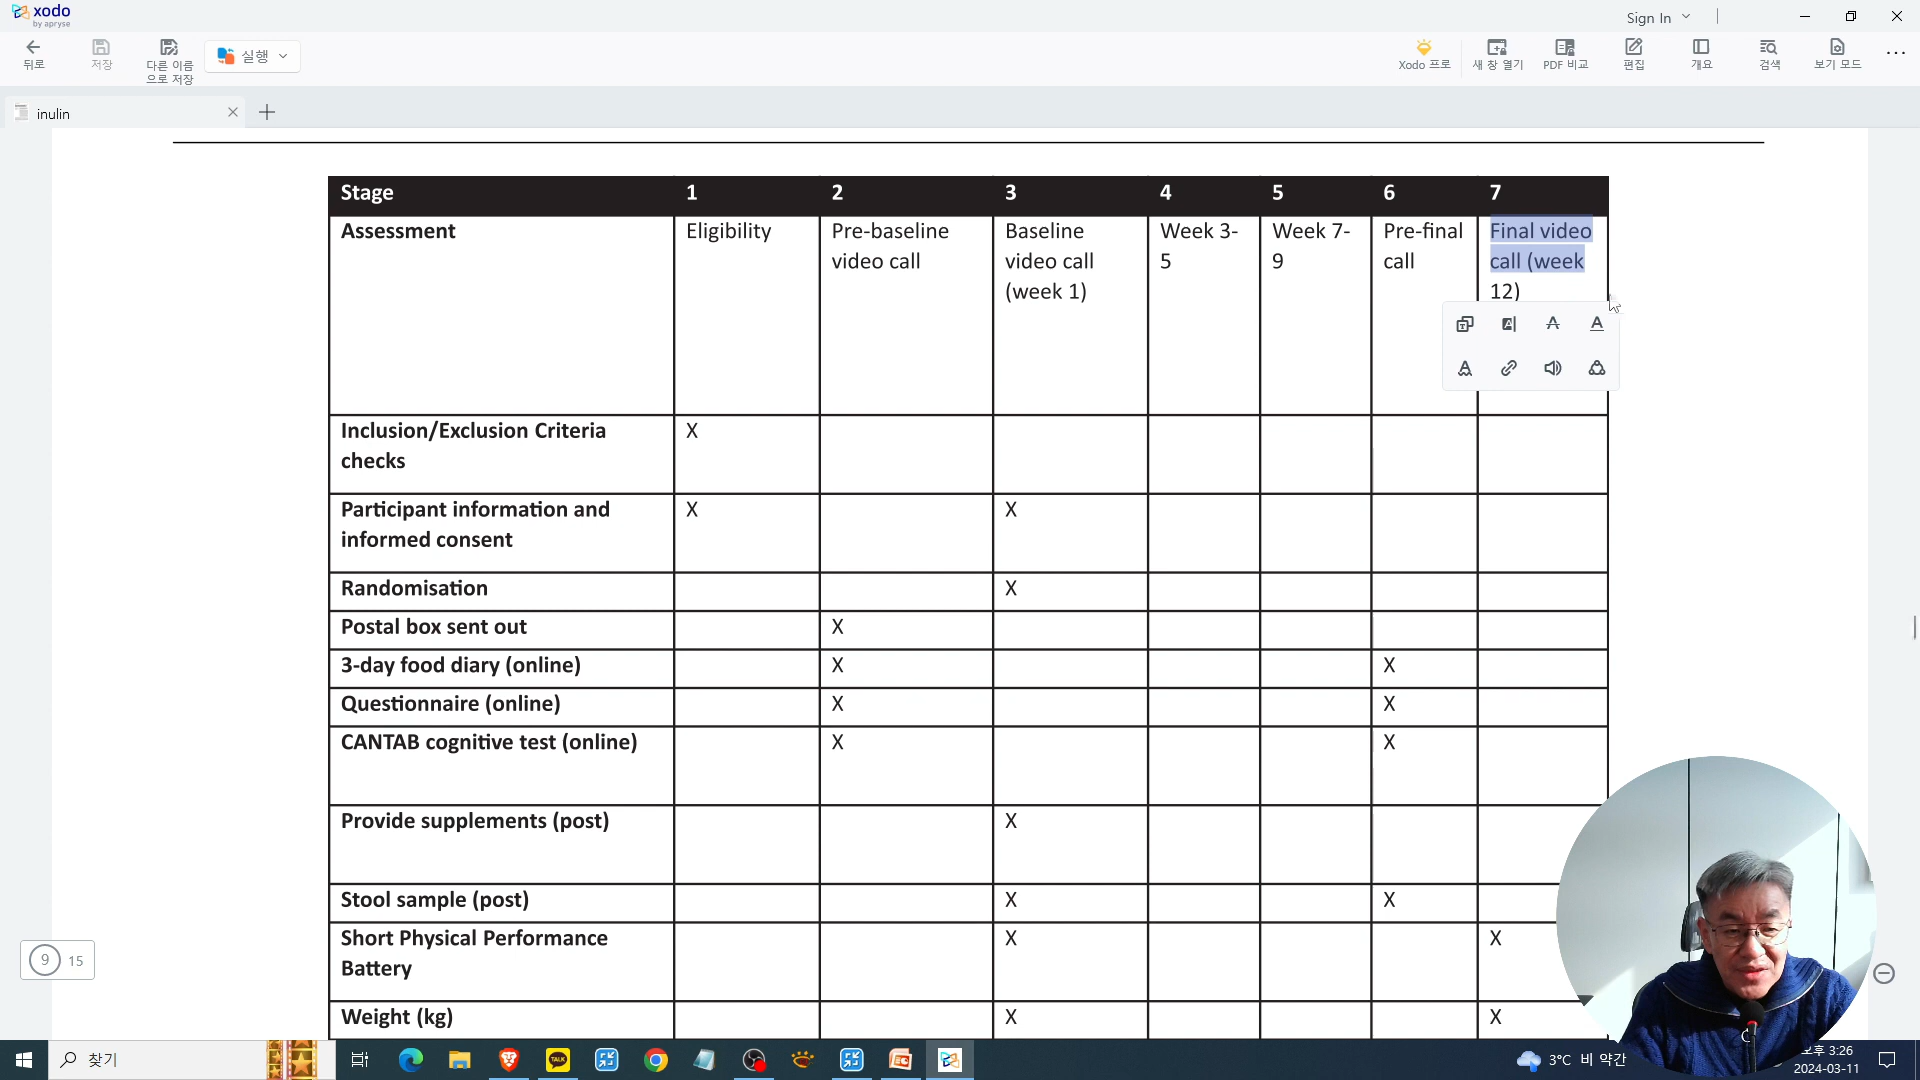 xodo
by apryse
Sign In
뒤로
저장
다른 이름
으로 저장
실행
Xodo 프로
새 창 열기
PDF 비교
편집
개요
검색
보기 모드
inulin
Stage 1 2 3 4 5 6 7
Assessment Eligibility Pre-baseline Baseline Week 3- Week 7- Pre-final Final video
video call video call 5 9 call call (week
(week 1) 12)
Inclusion/Exclusion Criteria X
checks
Participant information and X X
informed consent
Randomisation X
Postal box sent out X
3-day food diary (online) X X
Questionnaire (online) X X
CANTAB cognitive test (online) X X
Provide supplements (post) X
Stool sample (post) X X
Short Physical Performance X X
Battery
Weight (kg) X X
9 15
찾기
TALK
3°C 비 약간
오후 3:26
2024-03-11